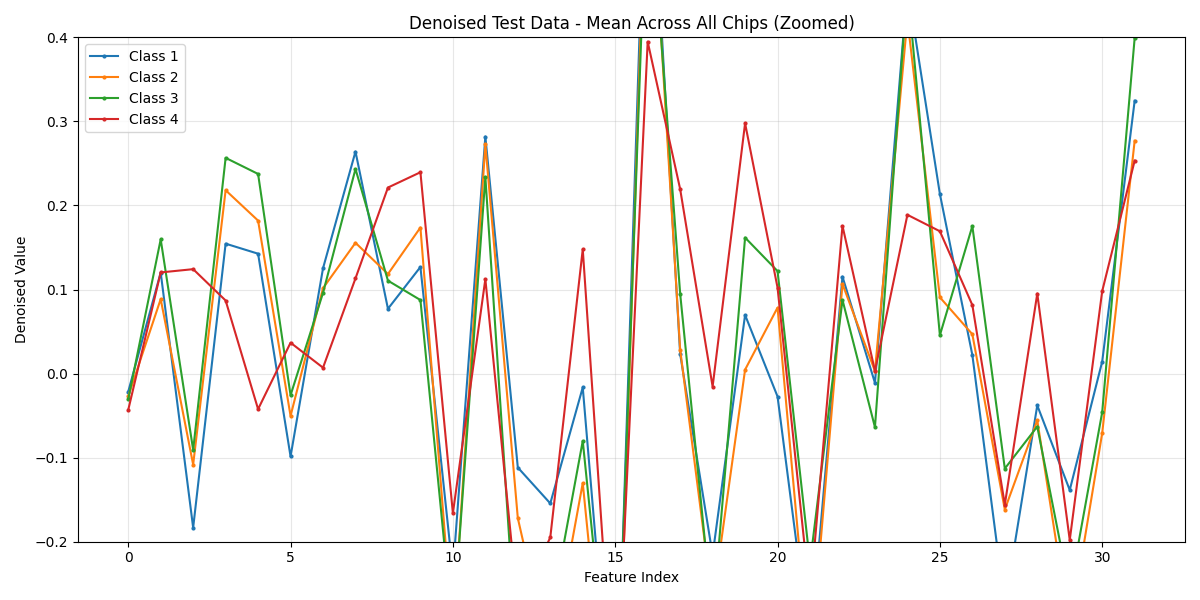 Denoised Test Data - Mean Across All Chips (Zoomed)
Class 1
Class 2
Class 3
Class 4
Denoised Value
0.4
0.3
0.2
0.1
0.0
−0.1
−0.2
0 5 10 15 20 25 30
Feature Index